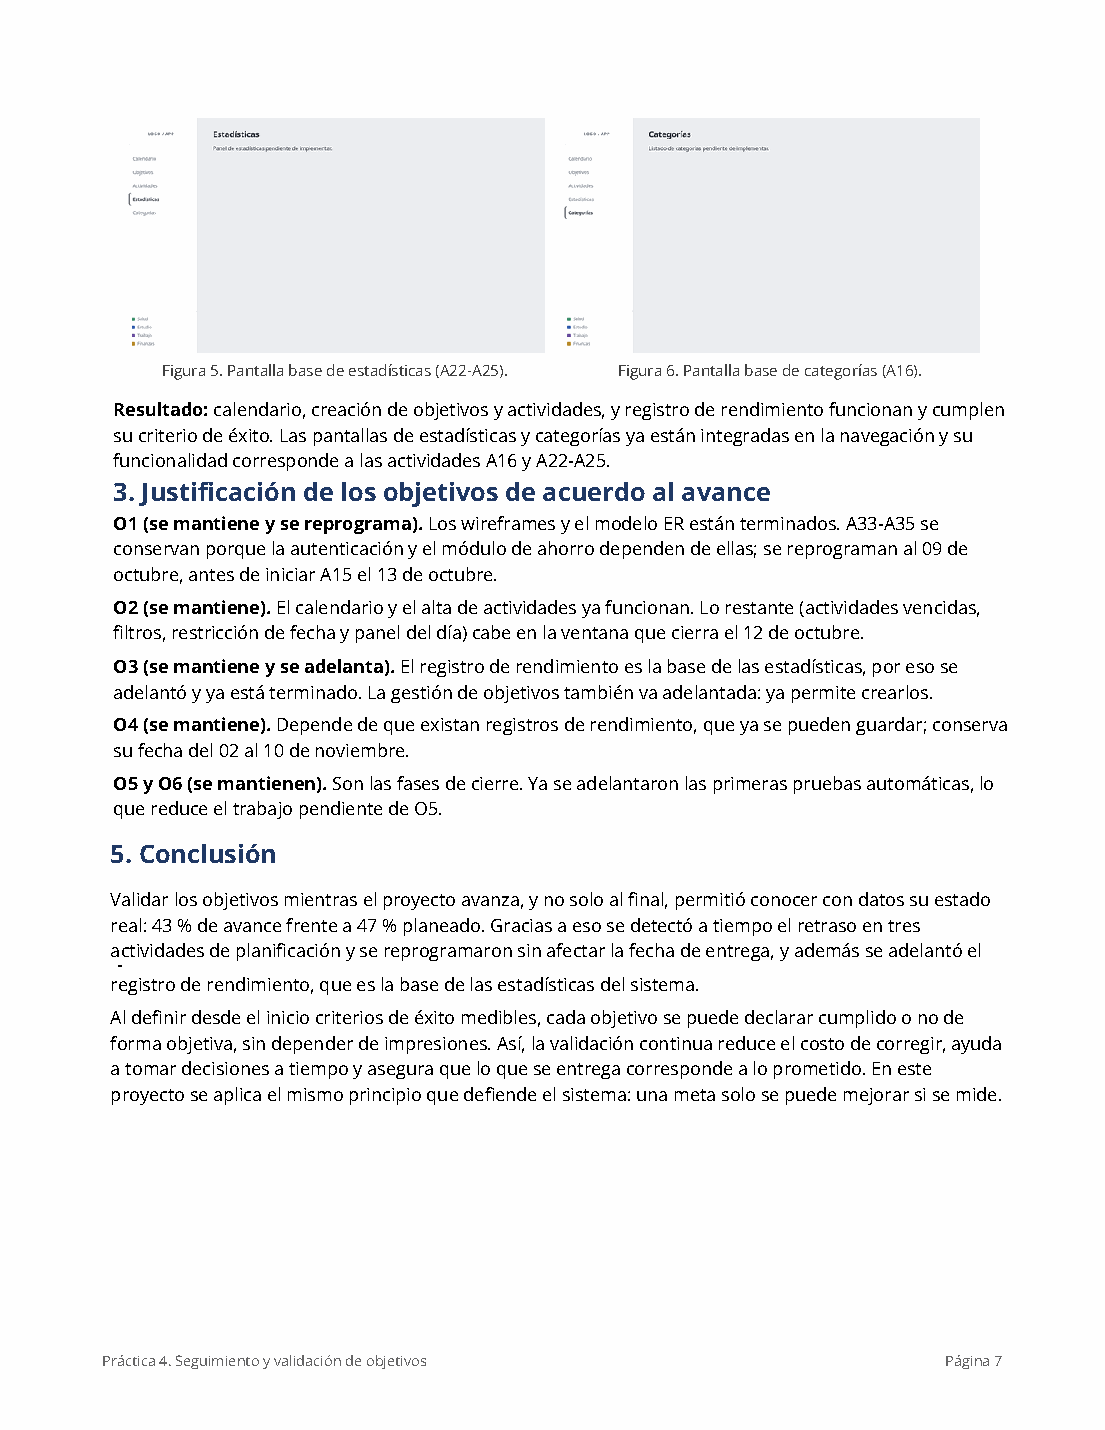 Estadísticas
Panel de estadísticas pendiente de implementar.
Calendario
Objetivos
Actividades
Estadísticas
Categorías
Salud
Estudio
Trabajo
Finanzas
Categorías
Listado de categorías pendiente de implementar.
Calendario
Objetivos
Actividades
Estadísticas
Categorías
Salud
Estudio
Trabajo
Finanzas
Figura 5. Pantalla base de estadísticas (A22-A25).
Figura 6. Pantalla base de categorías (A16).
Resultado: calendario, creación de objetivos y actividades, y registro de rendimiento funcionan y cumplen
su criterio de éxito. Las pantallas de estadísticas y categorías ya están integradas en la navegación y su
funcionalidad corresponde a las actividades A16 y A22-A25.
3. Justificación de los objetivos de acuerdo al avance
O1 (se mantiene y se reprograma). Los wireframes y el modelo ER están terminados. A33-A35 se
conservan porque la autenticación y el módulo de ahorro dependen de ellas; se reprograman al 09 de
octubre, antes de iniciar A15 el 13 de octubre.
O2 (se mantiene). El calendario y el alta de actividades ya funcionan. Lo restante (actividades vencidas,
filtros, restricción de fecha y panel del día) cabe en la ventana que cierra el 12 de octubre.
O3 (se mantiene y se adelanta). El registro de rendimiento es la base de las estadísticas, por eso se
adelantó y ya está terminado. La gestión de objetivos también va adelantada: ya permite crearlos.
O4 (se mantiene). Depende de que existan registros de rendimiento, que ya se pueden guardar; conserva
su fecha del 02 al 10 de noviembre.
O5 y O6 (se mantienen). Son las fases de cierre. Ya se adelantaron las primeras pruebas automáticas, lo
que reduce el trabajo pendiente de O5.
5. Conclusión
Validar los objetivos mientras el proyecto avanza, y no solo al final, permitió conocer con datos su estado
real: 43 % de avance frente a 47 % planeado. Gracias a eso se detectó a tiempo el retraso en tres
actividades de planificación y se reprogramaron sin afectar la fecha de entrega, y además se adelantó el
registro de rendimiento, que es la base de las estadísticas del sistema.
Al definir desde el inicio criterios de éxito medibles, cada objetivo se puede declarar cumplido o no de
forma objetiva, sin depender de impresiones. Así, la validación continua reduce el costo de corregir, ayuda
a tomar decisiones a tiempo y asegura que lo que se entrega corresponde a lo prometido. En este
proyecto se aplica el mismo principio que defiende el sistema: una meta solo se puede mejorar si se mide.
Práctica 4. Seguimiento y validación de objetivos
Página 7